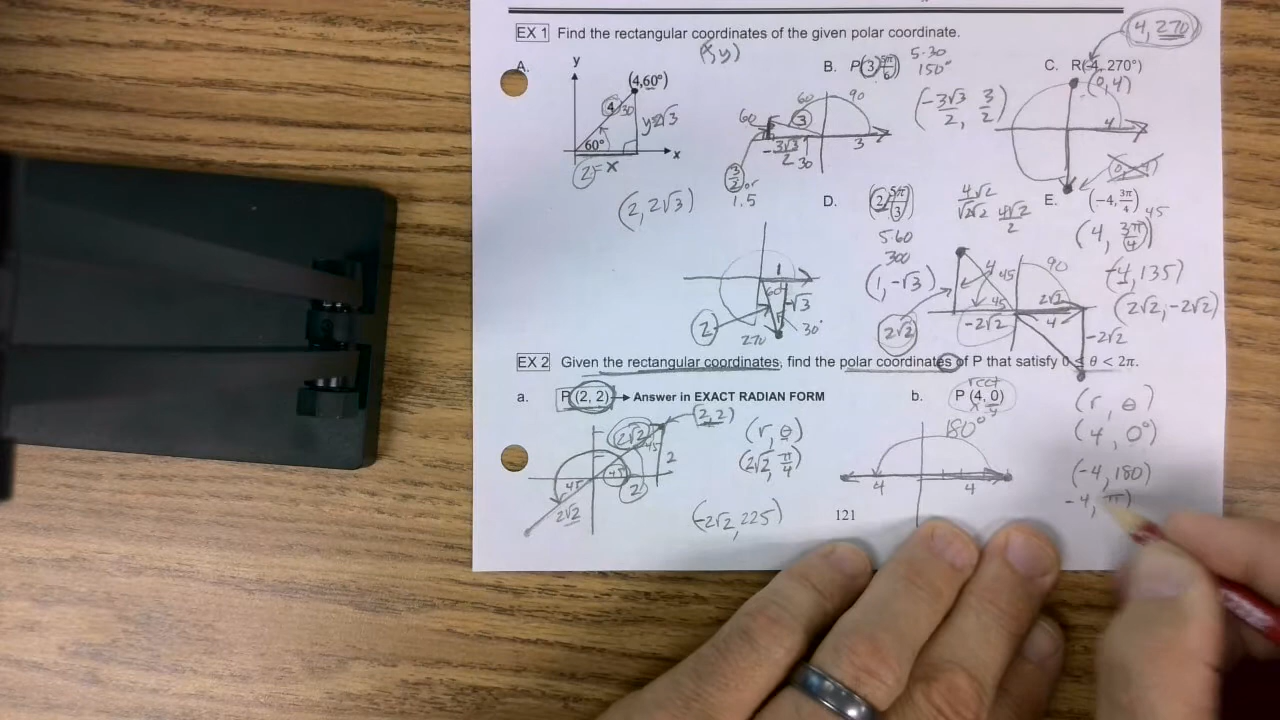 EX 1 Find the rectangular coordinates of the given polar coordinate.
(x, y)
A.
y
(4,60°)
4
30
y=2√3
60°
x
2 = x
(2, 2√3)
B. P(3, 5π/6)
5·30
150°
60
90
60
3
-3√3/2
30
3
3/2 or
1.5
(-3√3/2, 3/2)
4, 270
C. R(-4, 270°)
(0, 4)
4
D. (2, 5π/3)
5·60
300
(1, -√3)
1
60
-√3
2
270
30°
4√2/√2√2
4√2/2
E. (-4, 3π/4)
45
(4, 3π/4)
90
(-4, 135)
4
45
45
2√2
(2√2, -2√2)
2√2
-2√2
4
-2√2
EX 2 Given the rectangular coordinates, find the polar coordinates of P that satisfy 0 ≤ θ < 2π.
a. P (2, 2) → Answer in EXACT RADIAN FORM
(2, 2)
2√2
45
2
45
2
45
2√2
(r, θ)
(2√2, π/4)
(-2√2, 225)
b. P (4, 0)
rect
x y
180°
4
4
(r, θ)
(4, 0°)
(-4, 180)
-4, π)
121